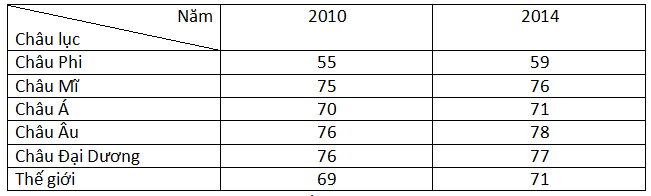 Năm 2010 2014
Châu lục
Châu Phi 55 59
Châu Mĩ 75 76
Châu Á 70 71
Châu Âu 76 78
Châu Đại Dương 76 77
Thế giới 69 71